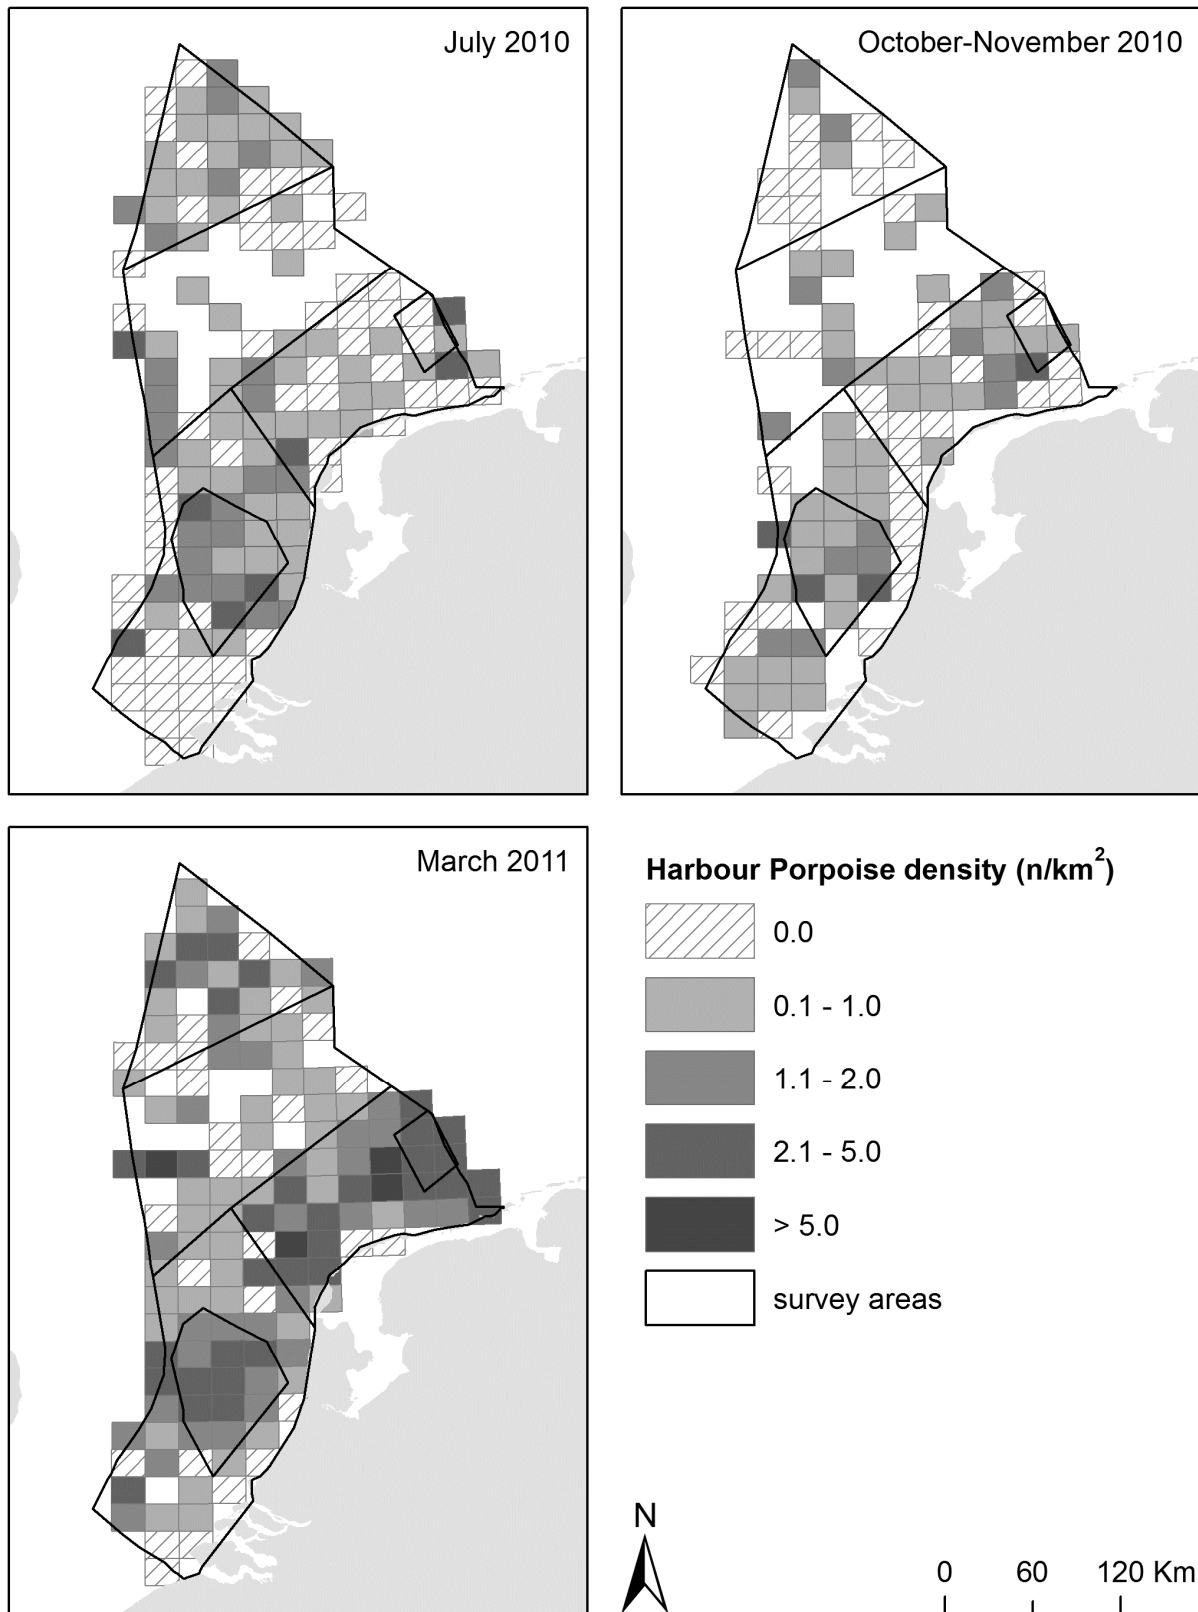 July 2010
October-November 2010
March 2011
Harbour Porpoise density (n/km²)
0.0
0.1 - 1.0
1.1 - 2.0
2.1 - 5.0
> 5.0
survey areas
N
0 60 120 Km